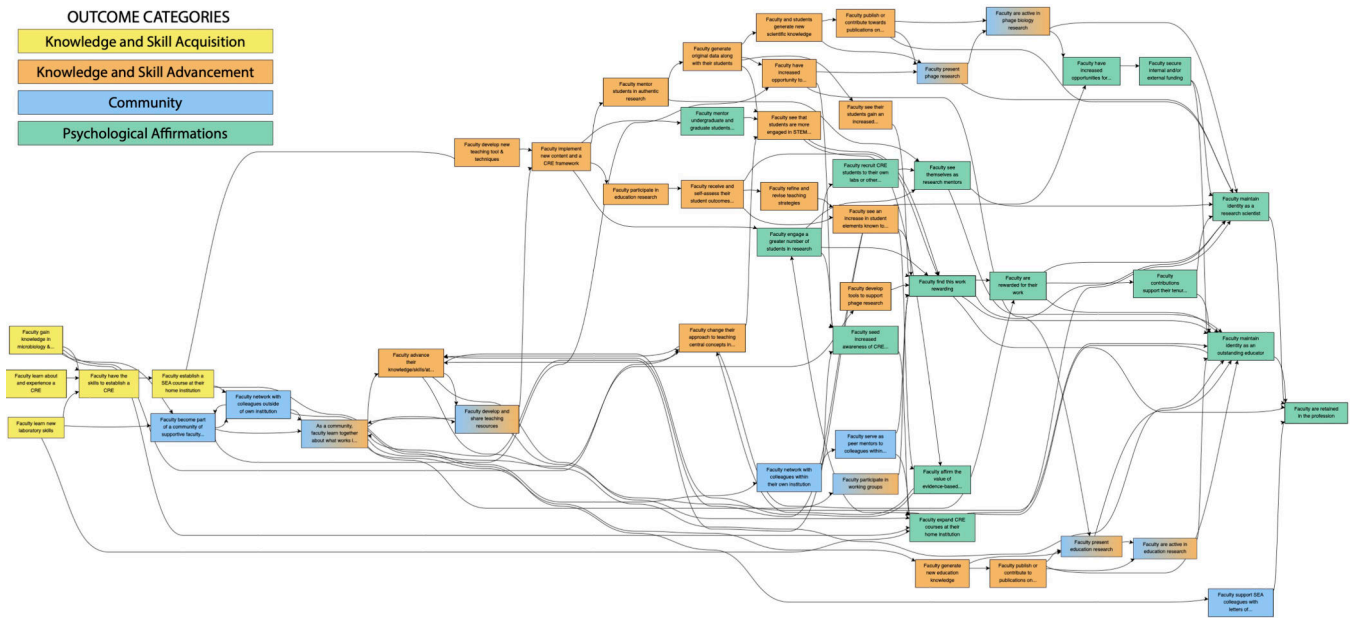 OUTCOME CATEGORIES
Knowledge and Skill Acquisition
Knowledge and Skill Advancement
Community
Psychological Affirmations
Faculty gain
knowledge in
microbiology &...
Faculty learn about
and experience a
CRE
Faculty learn new
laboratory skills
Faculty have the
skills to establish a
CRE
Faculty establish a
SEA course at their
home institution
Faculty become part
of a community of
supportive faculty...
Faculty network with
colleagues outside
of own institution
As a community,
faculty learn together
about what works i...
Faculty advance
their
knowledge/skills/at...
Faculty develop and
share teaching
resources
Faculty develop new
teaching tool &
techniques
Faculty implement
new content and a
CRE framework
Faculty mentor
students in authentic
research
Faculty participate in
education research
Faculty generate
original data along
with their students
Faculty mentor
undergraduate and
graduate students...
Faculty receive and
self-assess their
student outcomes...
Faculty change their
approach to teaching
central concepts in...
Faculty and students
generate new
scientific knowledge
Faculty have
increased
opportunity to...
Faculty see that
students are more
engaged in STEM...
Faculty refine and
revise teaching
strategies
Faculty engage a
greater number of
students in research
Faculty network with
colleagues within
their own institution
Faculty publish or
contribute towards
publications on...
Faculty see their
students gain an
increased...
Faculty recruit CRE
students to their own
labs or other...
Faculty see an
increase in student
elements known to...
Faculty develop
tools to support
phage research
Faculty seed
increased
awareness of CRE...
Faculty serve as
peer mentors to
colleagues within...
Faculty participate in
working groups
Faculty present
phage research
Faculty see
themselves as
research mentors
Faculty find this work
rewarding
Faculty affirm the
value of
evidence-based...
Faculty expand CRE
courses at their
home institution
Faculty generate
new education
knowledge
Faculty are active in
phage biology
research
Faculty are
rewarded for their
work
Faculty publish or
contribute to
publications on...
Faculty have
increased
opportunities for...
Faculty present
education research
Faculty secure
internal and/or
external funding
Faculty
contributions
support their tenur...
Faculty are active in
education research
Faculty maintain
identity as a
research scientist
Faculty maintain
identity as an
outstanding educator
Faculty support SEA
colleagues with
letters of...
Faculty are retained
in the profession